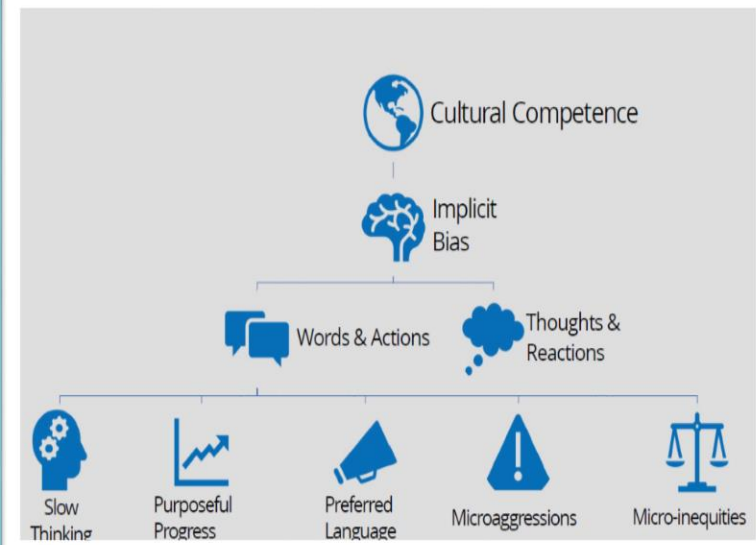 Cultural Competence
Implicit
Bias
Words & Actions
Thoughts &
Reactions
Slow
Thinking
Purposeful
Progress
Preferred
Language
Microaggressions
Micro-inequities